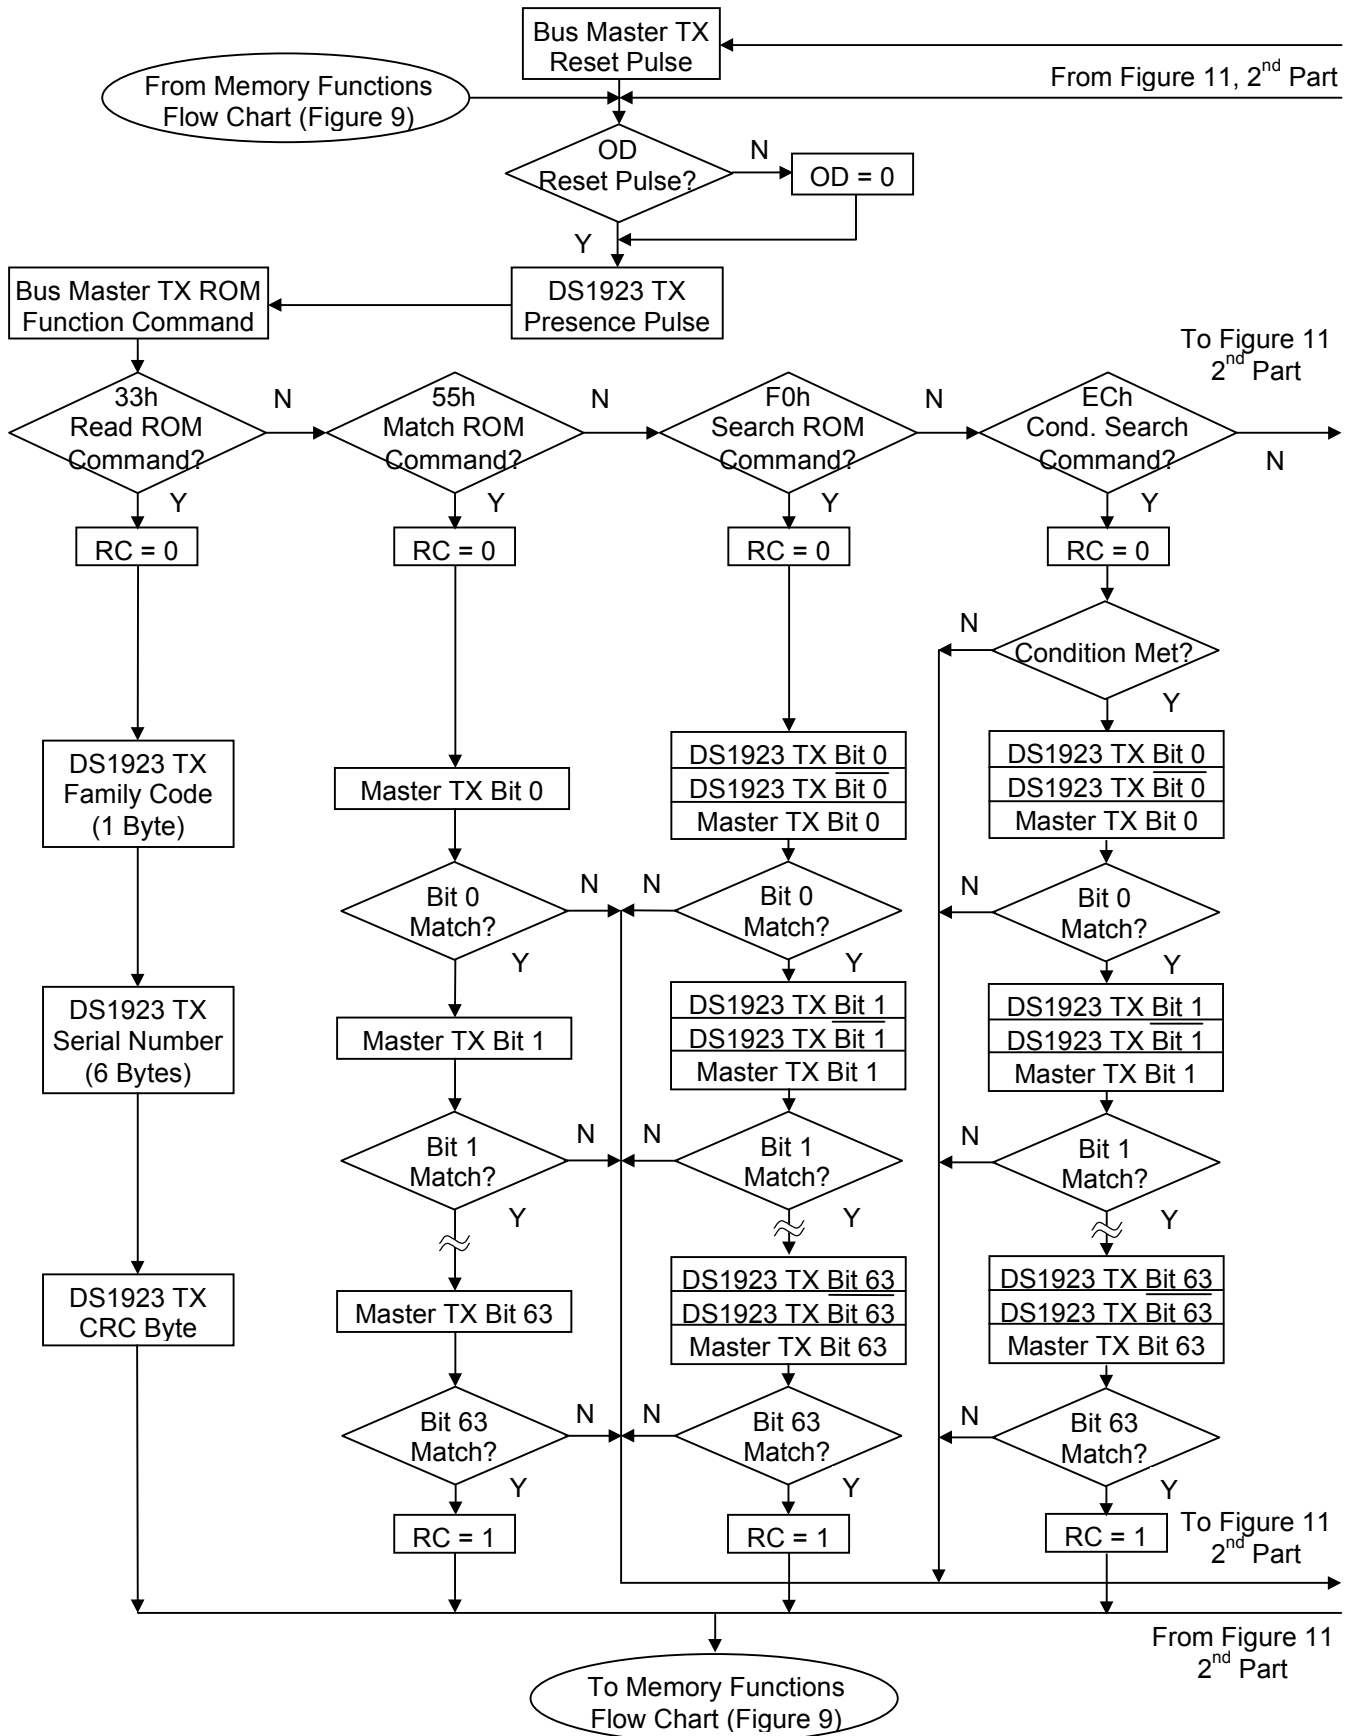 Bus Master TX
Reset Pulse
From Memory Functions
Flow Chart (Figure 9)
From Figure 11, 2nd Part
OD
Reset Pulse?
N
OD = 0
Y
Bus Master TX ROM
Function Command
DS1923 TX
Presence Pulse
To Figure 11
2nd Part
33h
Read ROM
Command?
N
55h
Match ROM
Command?
N
F0h
Search ROM
Command?
N
ECh
Cond. Search
Command?
N
Y
Y
Y
Y
RC = 0
RC = 0
RC = 0
RC = 0
N
Condition Met?
Y
DS1923 TX
Family Code
(1 Byte)
Master TX Bit 0
DS1923 TX Bit 0
DS1923 TX Bit 0
Master TX Bit 0
DS1923 TX Bit 0
DS1923 TX Bit 0
Master TX Bit 0
Bit 0
Match?
N
N
Bit 0
Match?
N
Bit 0
Match?
Y
Y
Y
DS1923 TX
Serial Number
(6 Bytes)
Master TX Bit 1
DS1923 TX Bit 1
DS1923 TX Bit 1
Master TX Bit 1
DS1923 TX Bit 1
DS1923 TX Bit 1
Master TX Bit 1
Bit 1
Match?
N
N
Bit 1
Match?
N
Bit 1
Match?
Y
Y
Y
DS1923 TX
CRC Byte
Master TX Bit 63
DS1923 TX Bit 63
DS1923 TX Bit 63
Master TX Bit 63
DS1923 TX Bit 63
DS1923 TX Bit 63
Master TX Bit 63
Bit 63
Match?
N
N
Bit 63
Match?
N
Bit 63
Match?
Y
Y
Y
RC = 1
RC = 1
RC = 1
To Figure 11
2nd Part
From Figure 11
2nd Part
To Memory Functions
Flow Chart (Figure 9)